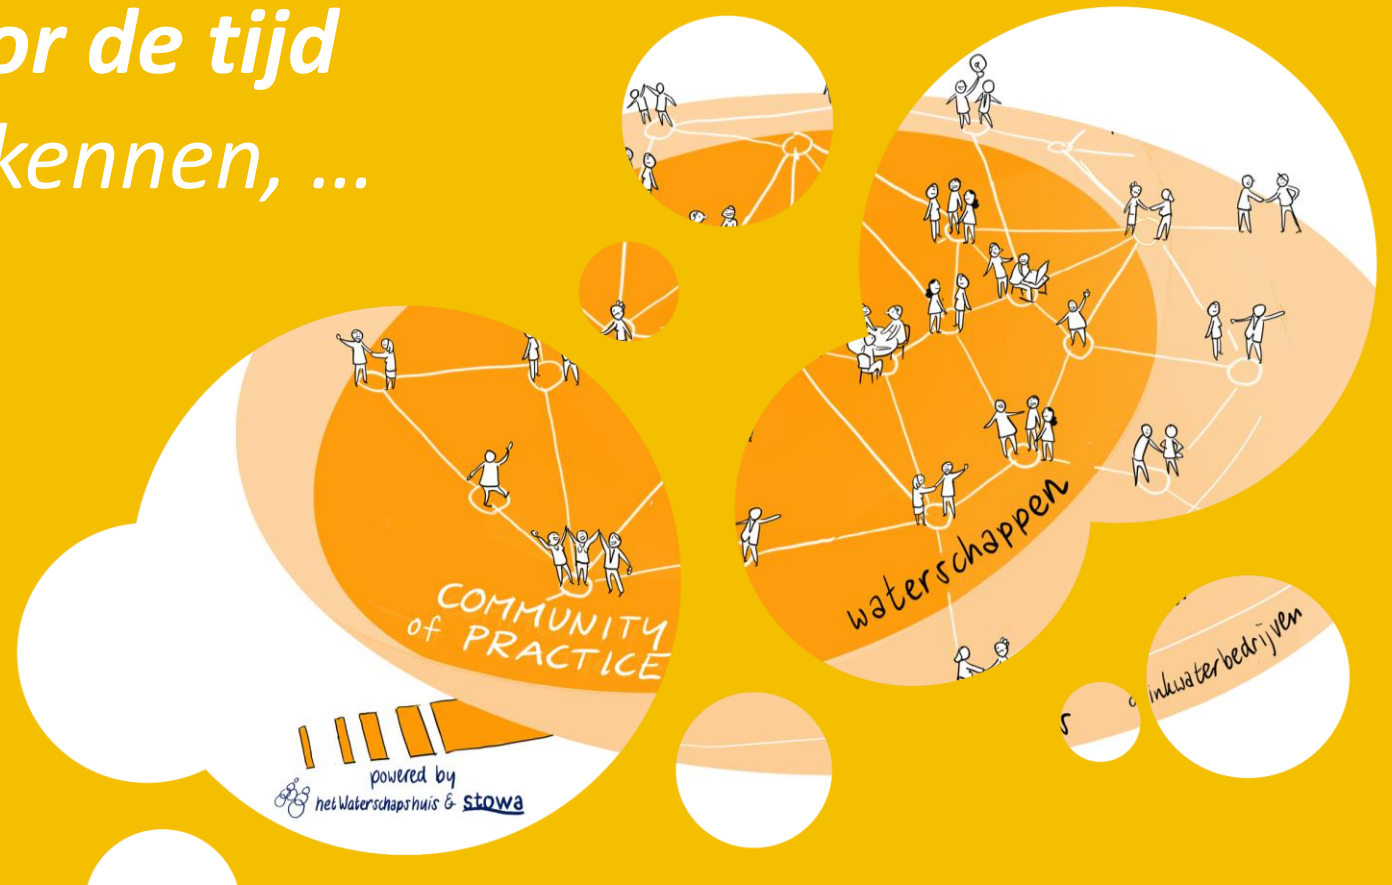 or de tijd
kennen, ...
COMMUNITY
of PRACTICE
waterschappen
inkwaterbedrijven
powered by
het Waterschapshuis & stowa